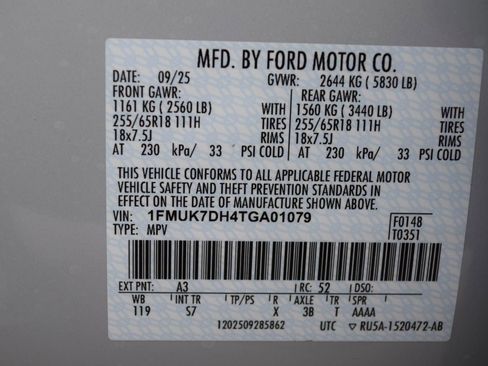 MFD. BY FORD MOTOR CO.
DATE: 09/25 GVWR: 2644 KG ( 5830 LB)
FRONT GAWR: REAR GAWR:
1161 KG ( 2560 LB) WITH 1560 KG ( 3440 LB) WITH
255/65R18 111H TIRES 255/65R18 111H TIRES
18x7.5J RIMS 18x7.5J RIMS
AT 230 kPa/ 33 PSI COLD AT 230 kPa/ 33 PSI COLD
THIS VEHICLE CONFORMS TO ALL APPLICABLE FEDERAL MOTOR
VEHICLE SAFETY AND THEFT PREVENTION STANDARDS IN
EFFECT ON THE DATE OF MANUFACTURE SHOWN ABOVE.
VIN: 1FMUK7DH4TGA01079 F0148
TYPE: MPV T0351
EXT PNT: A3 RC: 52 DSO:
WB INT TR TP/PS R AXLE TR SPR
119 S7 X 3B T AAAA
1202509285862 UTC ▽ RU5A-1520472-AB